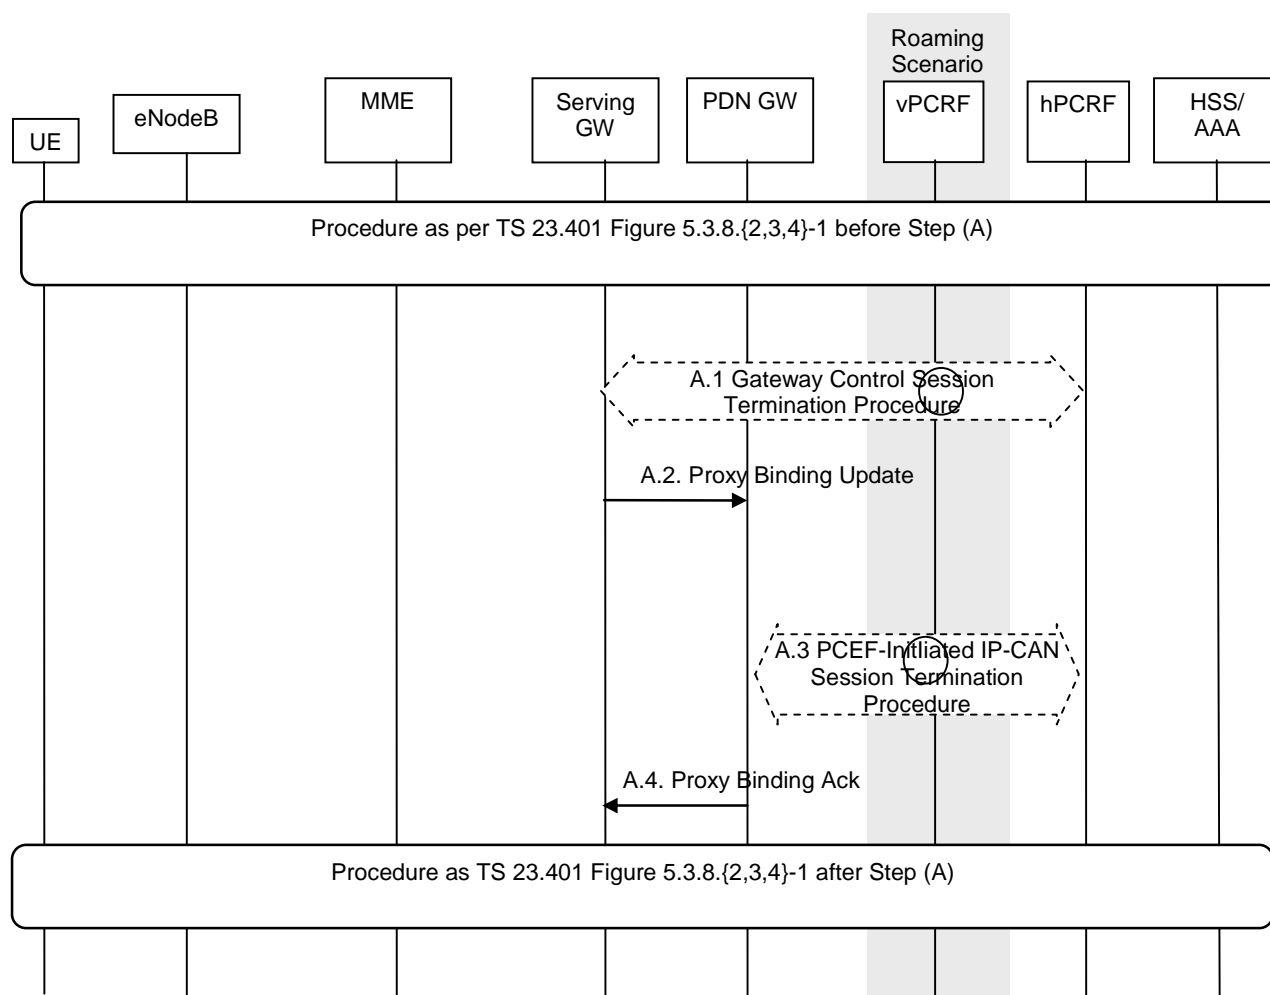 Roaming
Scenario
UE
eNodeB
MME
Serving
GW
PDN GW
vPCRF
hPCRF
HSS/
AAA
Procedure as per TS 23.401 Figure 5.3.8.{2,3,4}-1 before Step (A)
A.1 Gateway Control Session
Termination Procedure
A.2. Proxy Binding Update
A.3 PCEF-Initliated IP-CAN
Session Termination
Procedure
A.4. Proxy Binding Ack
Procedure as TS 23.401 Figure 5.3.8.{2,3,4}-1 after Step (A)